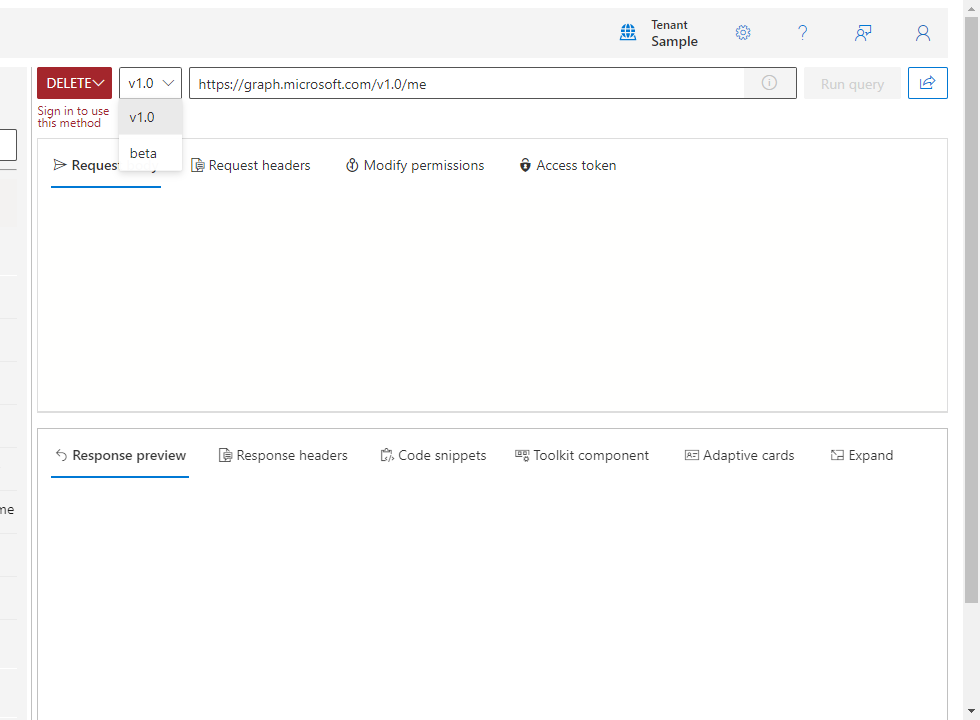 Tenant
Sample
DELETE
v1.0
https://graph.microsoft.com/v1.0/me
Run query
Sign in to use
this method
v1.0
beta
Request
Request headers
Modify permissions
Access token
Response preview
Response headers
Code snippets
Toolkit component
Adaptive cards
Expand
me